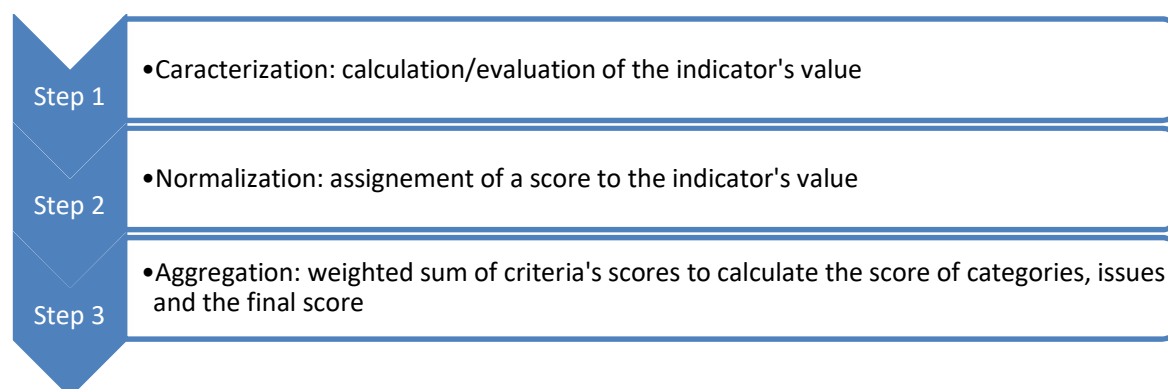 Step 1
•Caracterization: calculation/evaluation of the indicator's value
Step 2
•Normalization: assignement of a score to the indicator's value
Step 3
•Aggregation: weighted sum of criteria's scores to calculate the score of categories, issues
and the final score